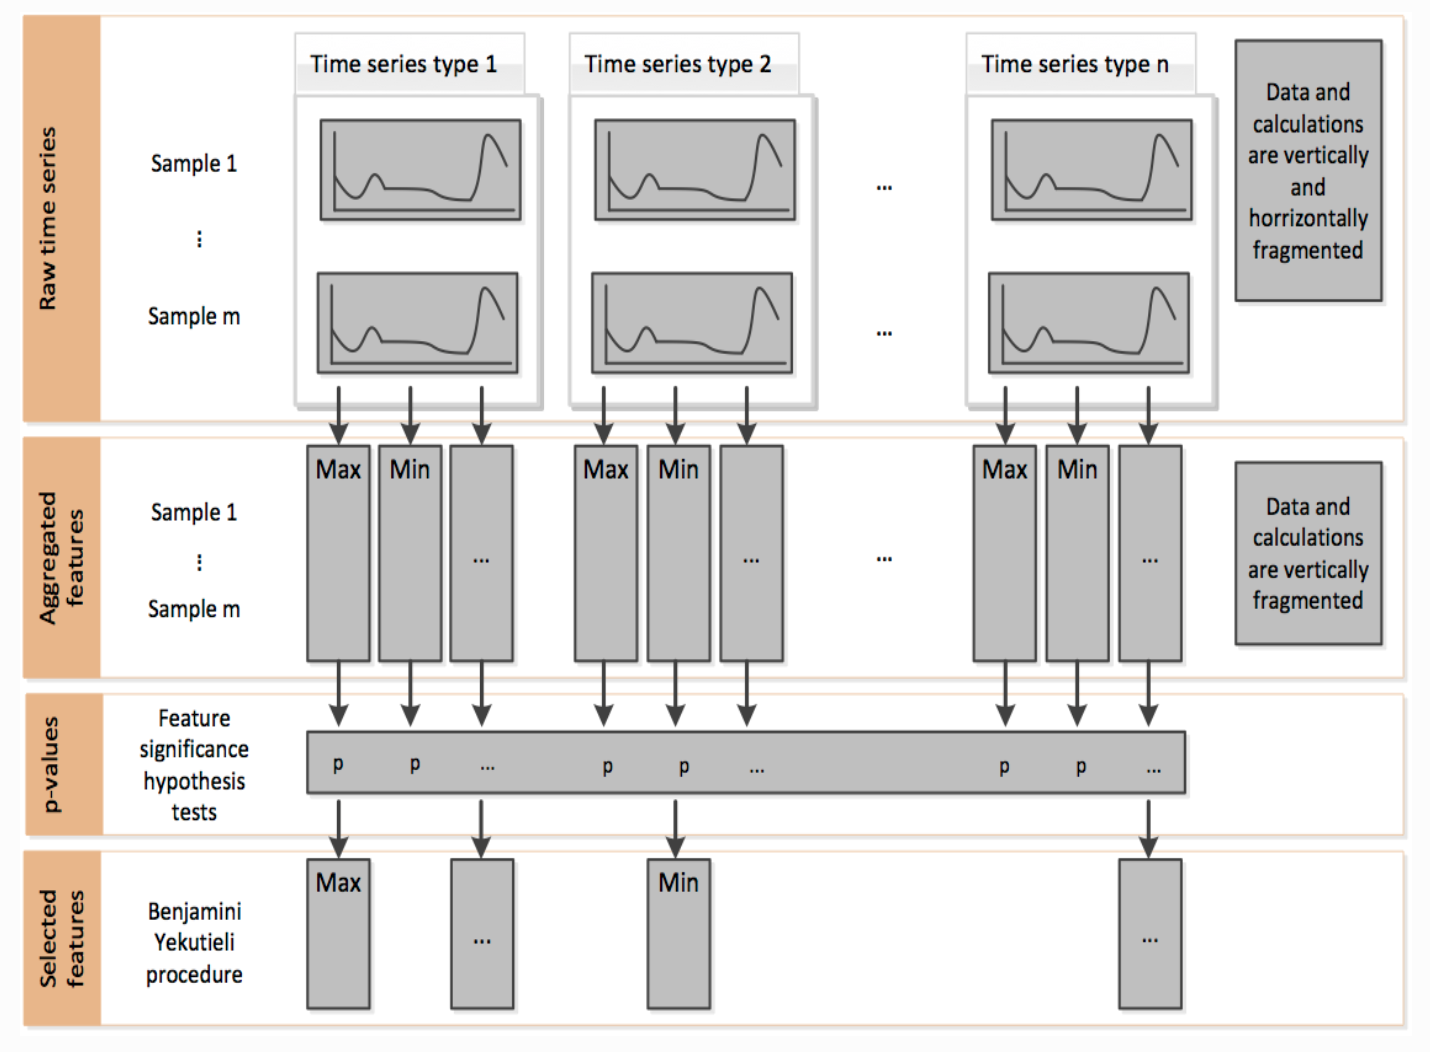 Raw time series
Time series type 1
Time series type 2
Time series type n
Sample 1
⋮
Sample m
...
...
Data and
calculations
are vertically
and
horrizontally
fragmented
Aggregated
features
Sample 1
⋮
Sample m
Max
Min
...
Max
Min
...
...
Max
Min
...
Data and
calculations
are vertically
fragmented
p-values
Feature
significance
hypothesis
tests
p p ... p p ... p p ...
Selected
features
Benjamini
Yekutieli
procedure
Max
...
Min
...